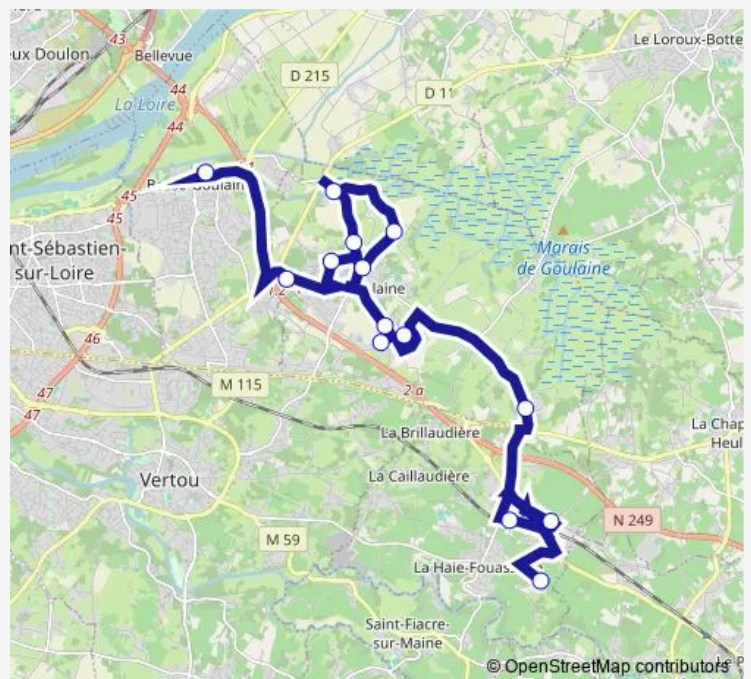 43
eux Doulon
Bellevue
Le Loroux-Botte
D 215
44
D 11
La Loire
44
45
45
nt-Sébastien-
sur-Loire
Marais
de Goulaine
laine
46
M 115
2 a
47
47
La Brillaudière
La Chap
Heul
La Caillaudière
Vertou
N 249
M 59
La Haie-Fouas
Saint-Fiacre-
sur-Maine
© OpenStreetMap contributors